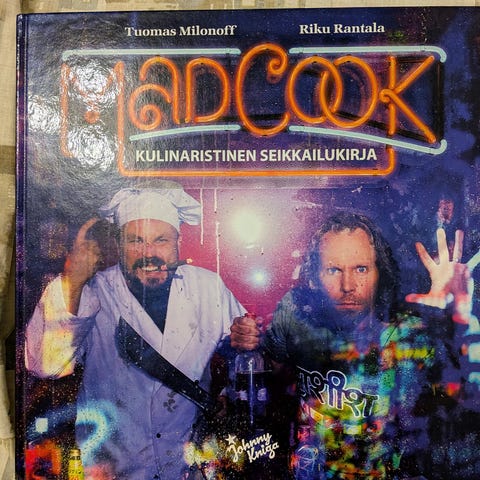 Tuomas Milonoff
Riku Rantala
MADCOOK
KULINARISTINEN SEIKKAILUKIRJA
Johnny
Kniga